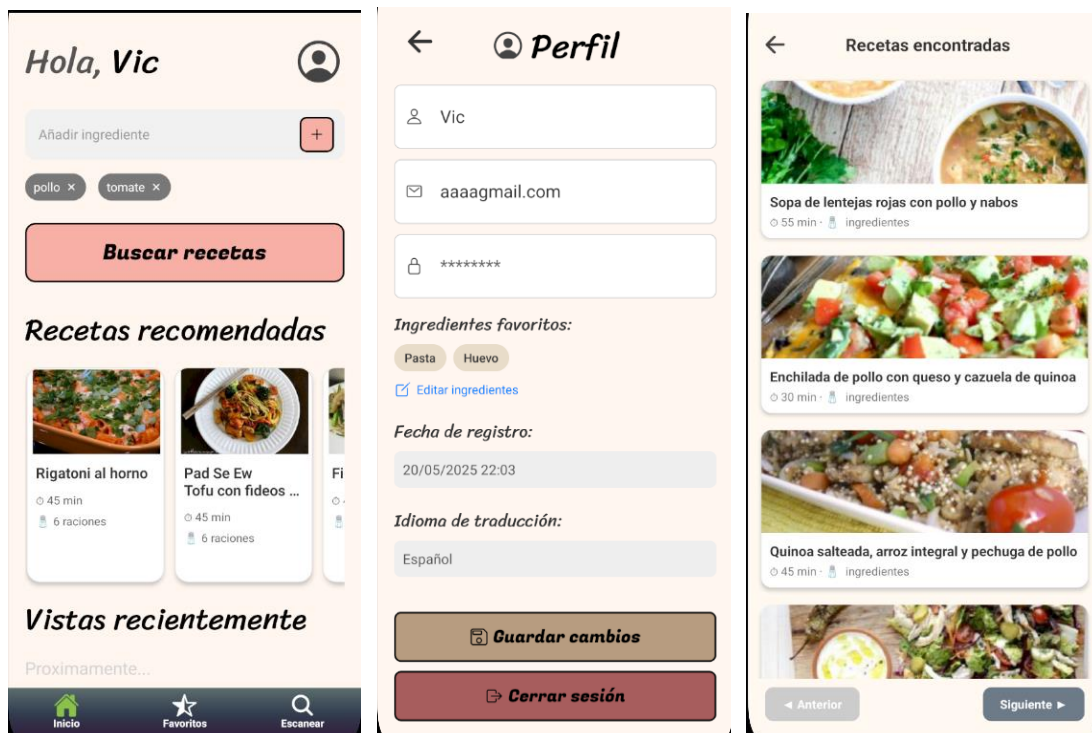 Hola, Vic
Añadir ingrediente
+
pollo ×
tomate ×
Buscar recetas
Recetas recomendadas
Rigatoni al horno
45 min
6 raciones
Pad Se Ew
Tofu con fideos ...
45 min
6 raciones
Fi
Vistas recientemente
Proximamente...
Inicio
Favoritos
Escanear
Perfil
Vic
aaaagmail.com
********
Ingredientes favoritos:
Pasta
Huevo
Editar ingredientes
Fecha de registro:
20/05/2025 22:03
Idioma de traducción:
Español
Guardar cambios
Cerrar sesión
Recetas encontradas
Sopa de lentejas rojas con pollo y nabos
55 min · ingredientes
Enchilada de pollo con queso y cazuela de quinoa
30 min · ingredientes
Quinoa salteada, arroz integral y pechuga de pollo
45 min · ingredientes
◄ Anterior
Siguiente ►